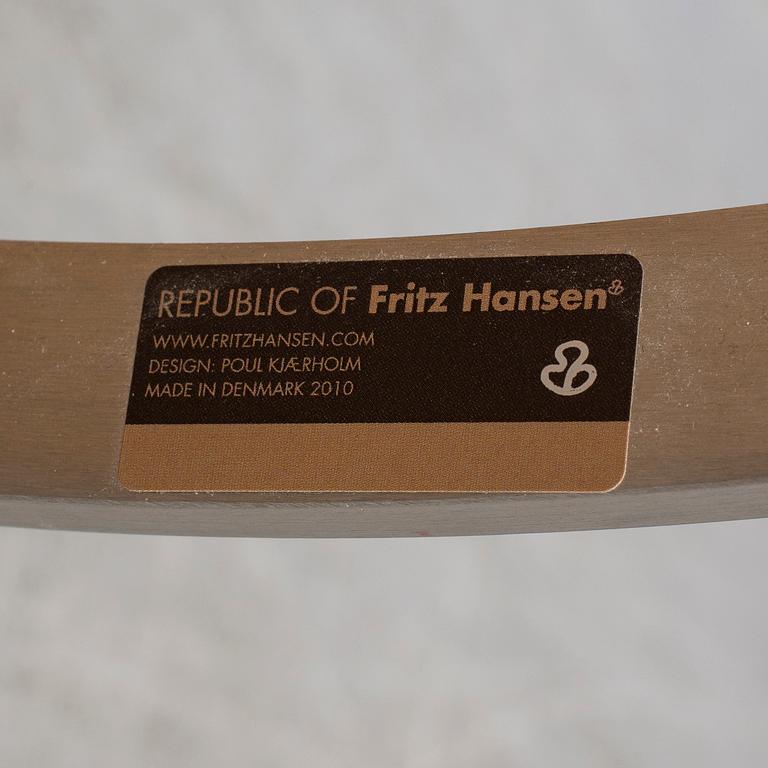 REPUBLIC OF Fritz Hansen
WWW.FRITZHANSEN.COM
DESIGN: POUL KJÆRHOLM
MADE IN DENMARK 2010